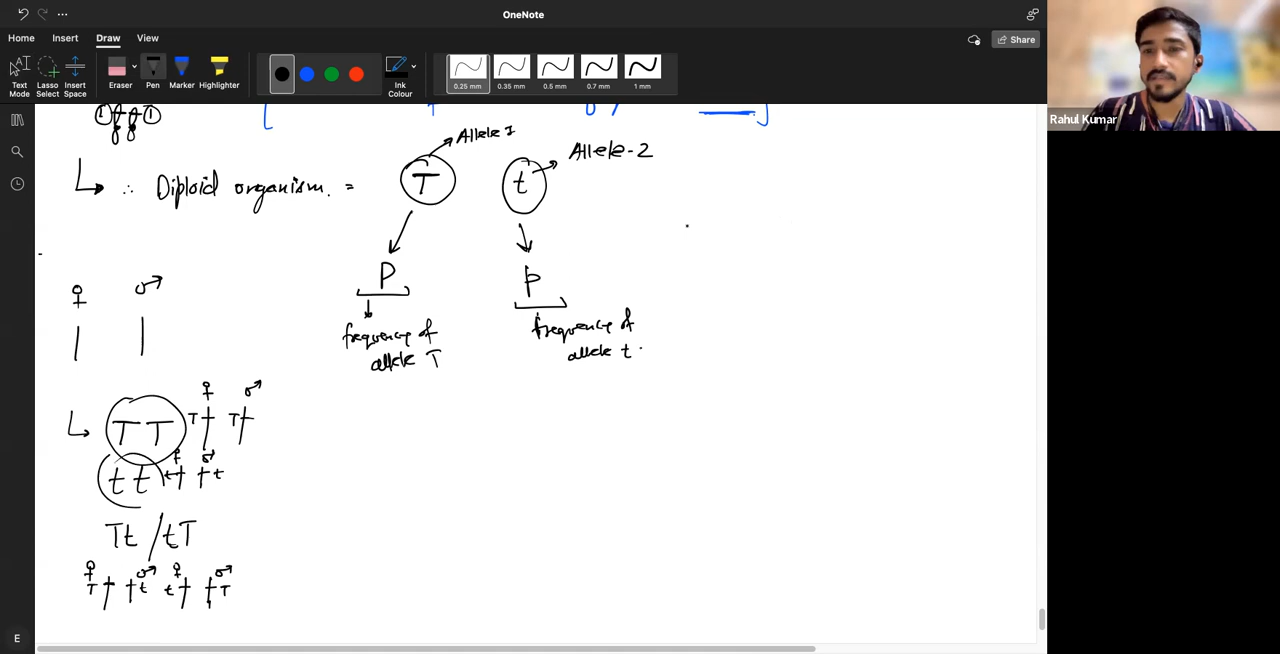 OneNote
Home Insert Draw View
Share
Text Mode
Lasso Select
Insert Space
Eraser
Pen
Marker
Highlighter
Ink Colour
0.25 mm
0.35 mm
0.5 mm
0.7 mm
1 mm
Rahul Kumar
Allele 1
Allele-2
∴ Diploid organism. = T t
P p
frequency of
allele T
frequency of
allele t.
♀ ♂
♀ ♂
T T T T
♀ ♂
t t t t
Tt / tT
♀ ♂ ♀ ♂
T t t T
E